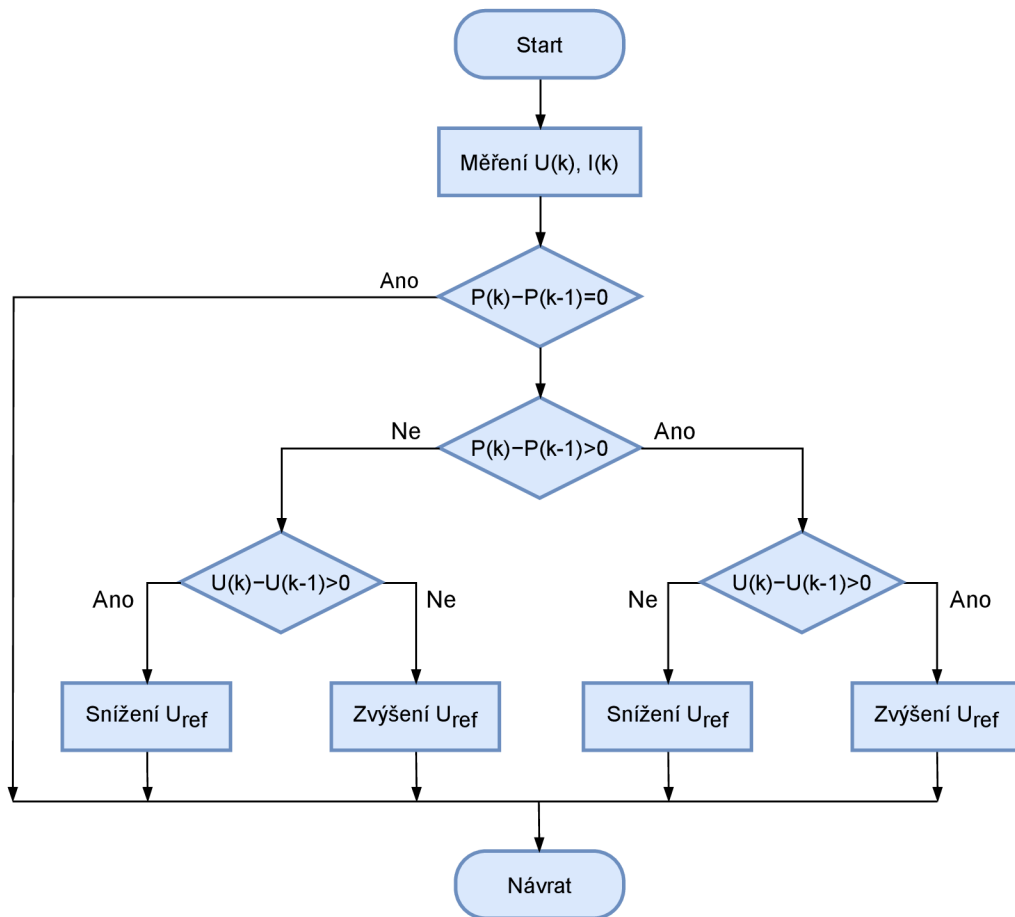 Start
Měření U(k), I(k)
Ano
P(k)−P(k-1)=0
Ne
P(k)−P(k-1)>0
Ano
Ano
U(k)−U(k-1)>0
Ne
Ne
U(k)−U(k-1)>0
Ano
Snížení Uref
Zvýšení Uref
Snížení Uref
Zvýšení Uref
Návrat